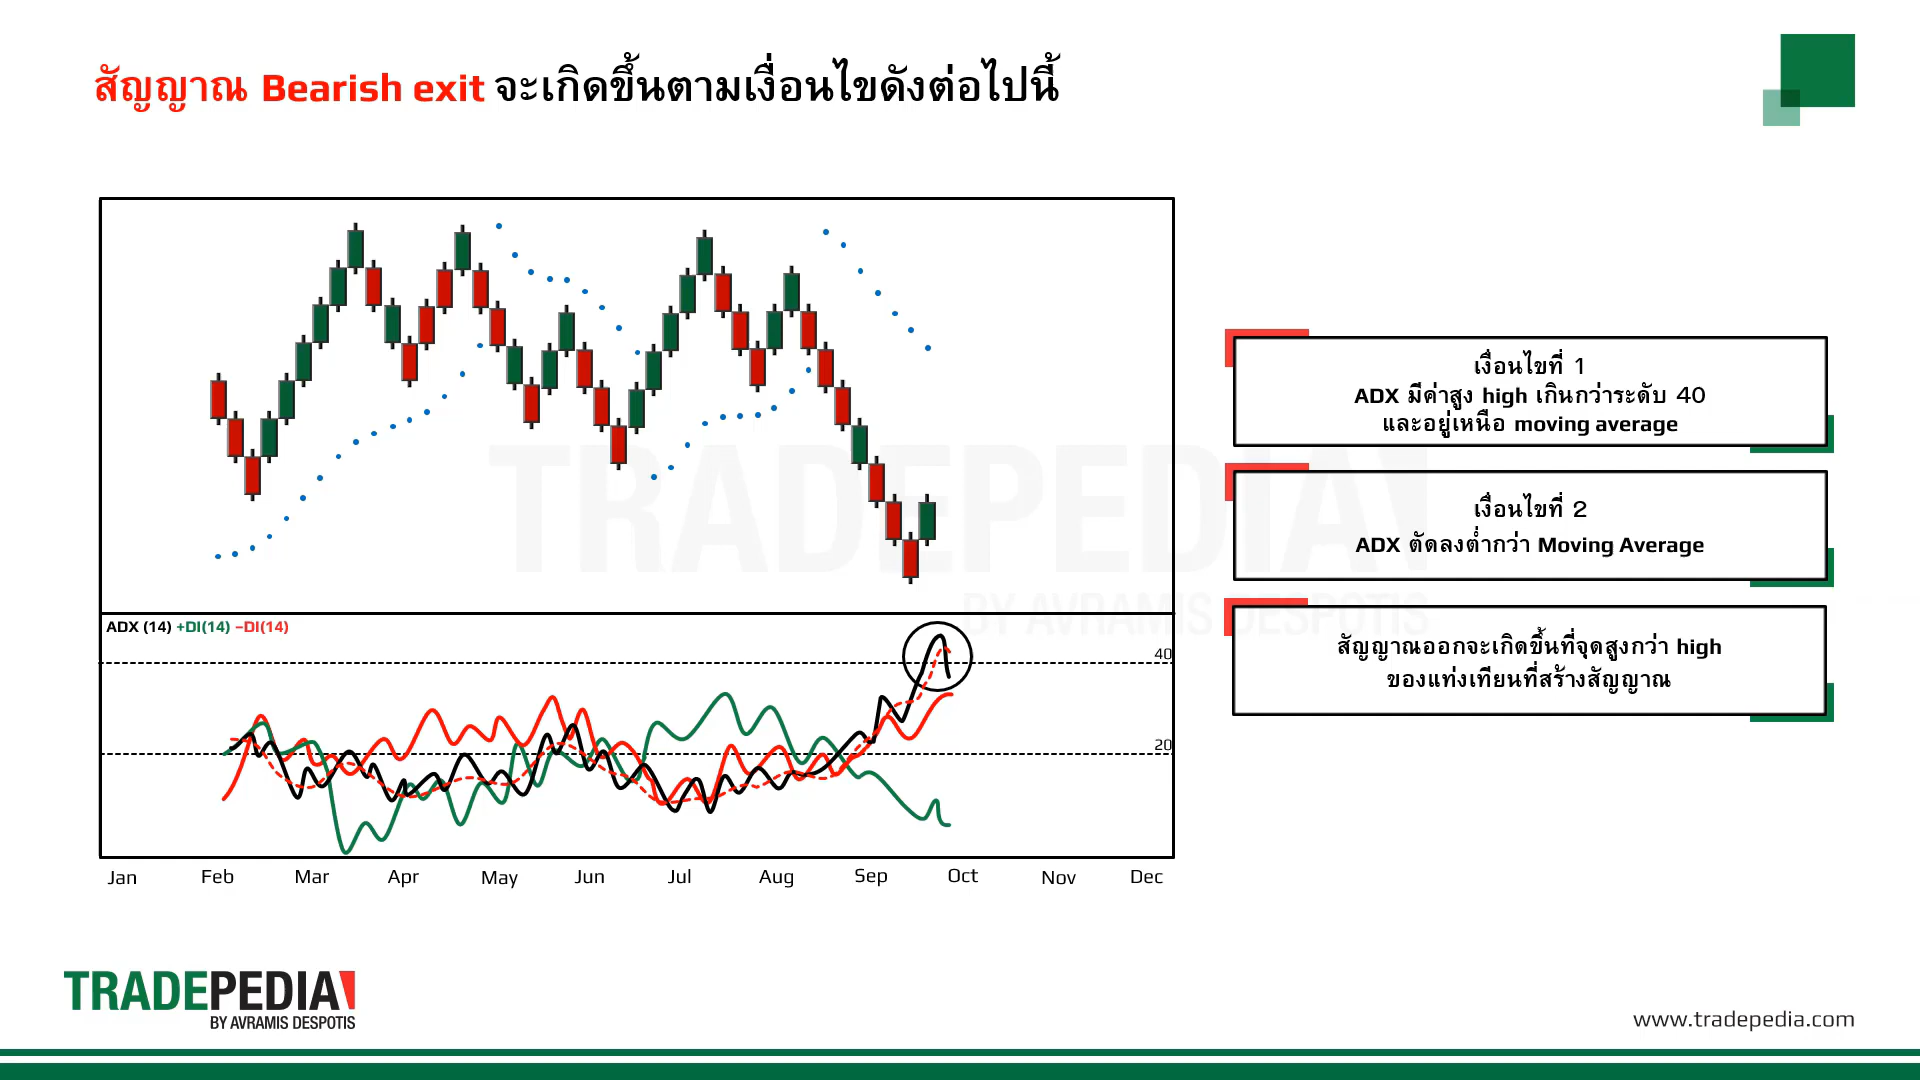 สัญญาณ Bearish exit จะเกิดขึ้นตามเงื่อนไขดังต่อไปนี้
เงื่อนไขที่ 1
ADX มีค่าสูง high เกินกว่าระดับ 40
และอยู่เหนือ moving average
เงื่อนไขที่ 2
ADX ตัดลงต่ำกว่า Moving Average
สัญญาณออกจะเกิดขึ้นที่จุดสูงกว่า high
ของแท่งเทียนที่สร้างสัญญาณ
TRADEPEDIA
BY AVRAMIS DESPOTIS
ADX (14) +DI(14) –DI(14)
40
20
Jan Feb Mar Apr May Jun Jul Aug Sep Oct Nov Dec
TRADEPEDIA
BY AVRAMIS DESPOTIS
www.tradepedia.com